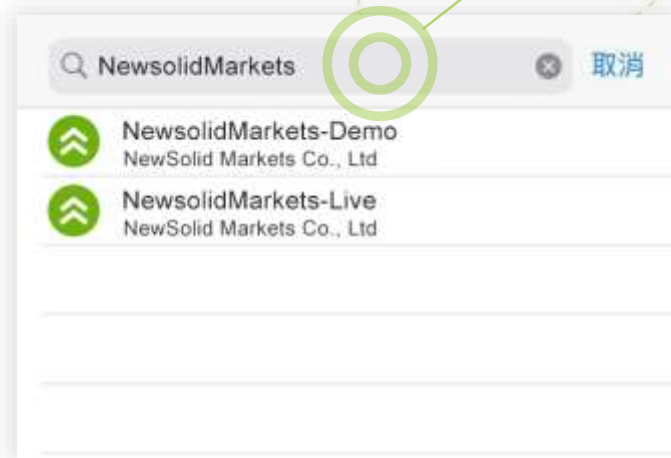 NewsolidMarkets
取消
NewsolidMarkets-Demo
NewSolid Markets Co., Ltd
NewsolidMarkets-Live
NewSolid Markets Co., Ltd